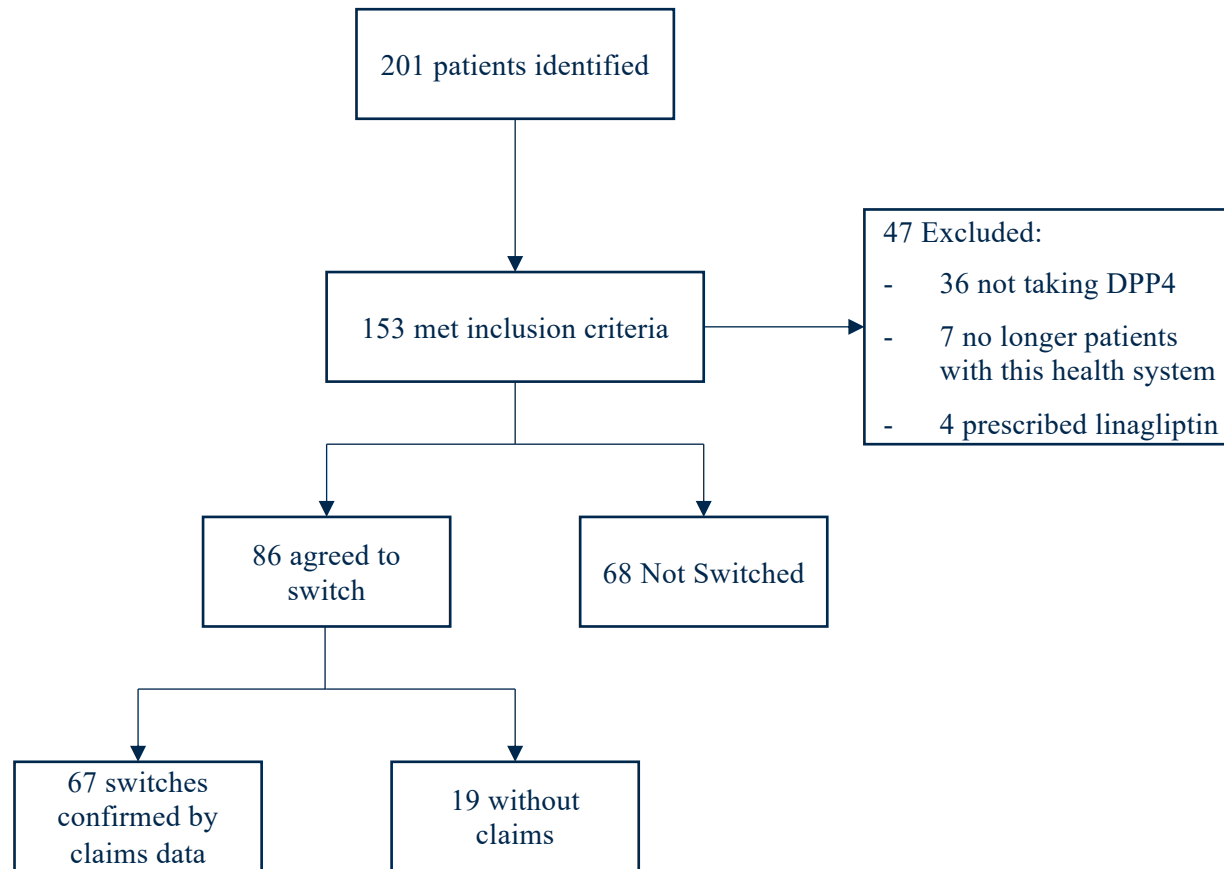 201 patients identified
47 Excluded:
- 36 not taking DPP4
- 7 no longer patients
with this health system
- 4 prescribed linagliptin
153 met inclusion criteria
86 agreed to
switch
68 Not Switched
67 switches
confirmed by
claims data
19 without
claims